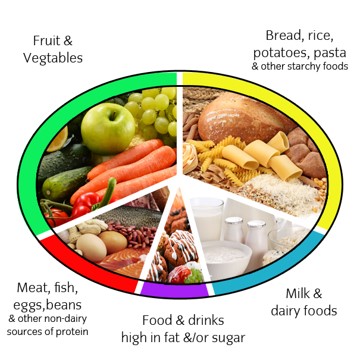 Fruit &
Vegtables
Bread, rice,
potatoes, pasta
& other starchy foods
Meat, fish,
eggs,beans
& other non-dairy
sources of protein
Food & drinks
high in fat &/or sugar
Milk &
dairy foods